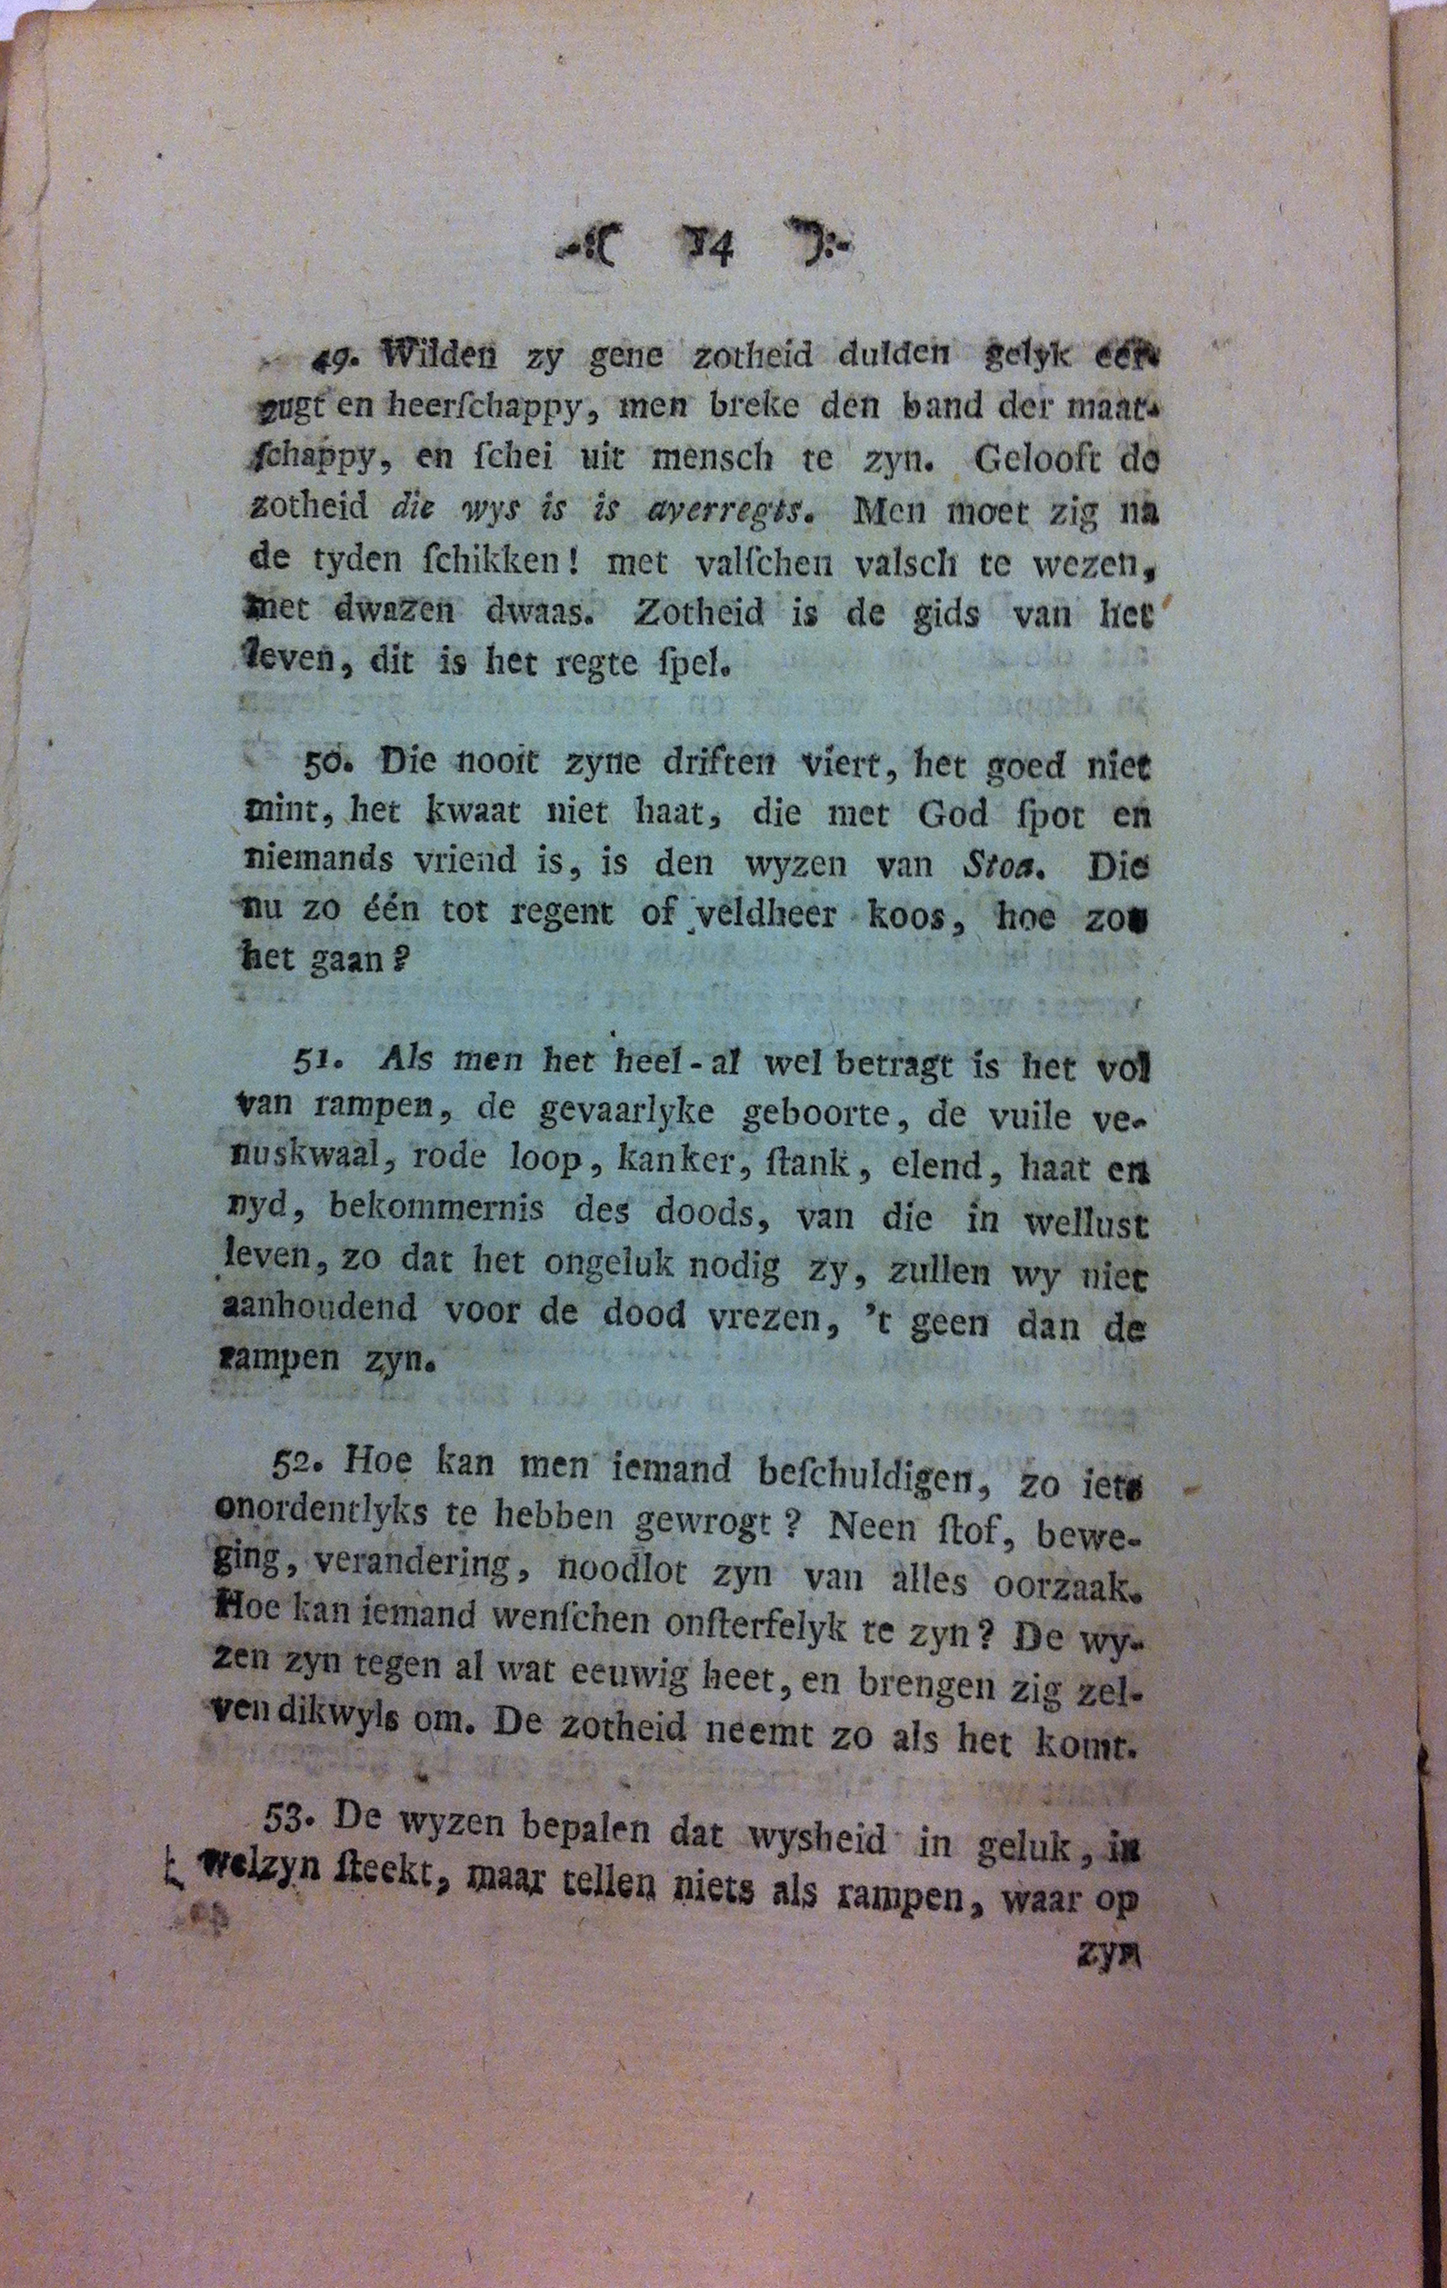 -:( 14 ):-
49. Wilden zy gene zotheid dulden gelyk eer-
zugt en heerſchappy, men breke den band der maat-
ſchappy, en ſchei uit mensch te zyn. Gelooft de
zotheid die wys is is averregts. Men moet zig na
de tyden ſchikken! met valſchen valsch te wezen,
met dwazen dwaas. Zotheid is de gids van het
leven, dit is het regte ſpel.
50. Die nooit zyne driften viert, het goed niet
mint, het kwaat niet haat, die met God ſpot en
niemands vriend is, is den wyzen van Stoa. Die
nu zo één tot regent of veldheer koos, hoe zou
het gaan?
51. Als men het heel-al wel betragt is het vol
van rampen, de gevaarlyke geboorte, de vuile ve-
nuskwaal, rode loop, kanker, ſtank, elend, haat en
nyd, bekommernis des doods, van die in wellust
leven, zo dat het ongeluk nodig zy, zullen wy niet
aanhoudend voor de dood vrezen, 't geen dan de
rampen zyn.
52. Hoe kan men iemand beſchuldigen, zo iets
onordentlyks te hebben gewrogt? Neen ſtof, bewe-
ging, verandering, noodlot zyn van alles oorzaak.
Hoe kan iemand wenſchen onſterfelyk te zyn? De wy-
zen zyn tegen al wat eeuwig heet, en brengen zig zel-
ven dikwyls om. De zotheid neemt zo als het komt.
53. De wyzen bepalen dat wysheid in geluk, in
welzyn ſteekt, maar tellen niets als rampen, waar op
zyn